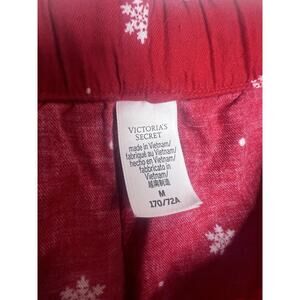 VICTORIA'S
SECRET
made in Vietnam/
fabriqué au Vietnam/
hecho en Vietnam/
fabbricato in
Vietnam/
越南制造
M
170/72A